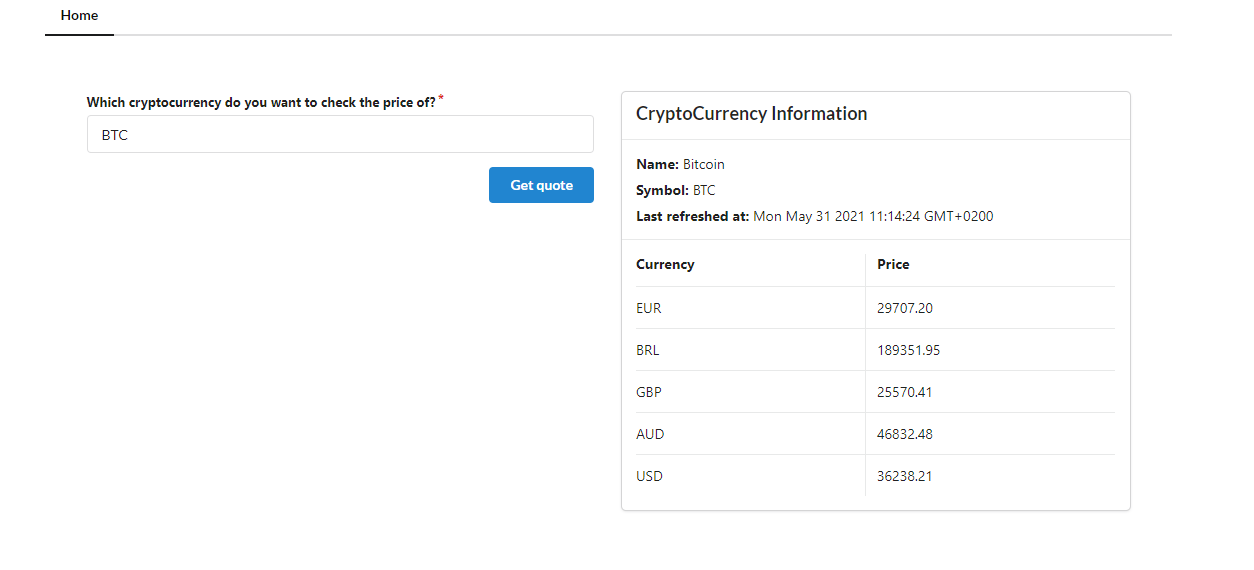 Home
Which cryptocurrency do you want to check the price of?*
BTC
Get quote
CryptoCurrency Information
Name: Bitcoin
Symbol: BTC
Last refreshed at: Mon May 31 2021 11:14:24 GMT+0200
Currency Price
EUR 29707.20
BRL 189351.95
GBP 25570.41
AUD 46832.48
USD 36238.21